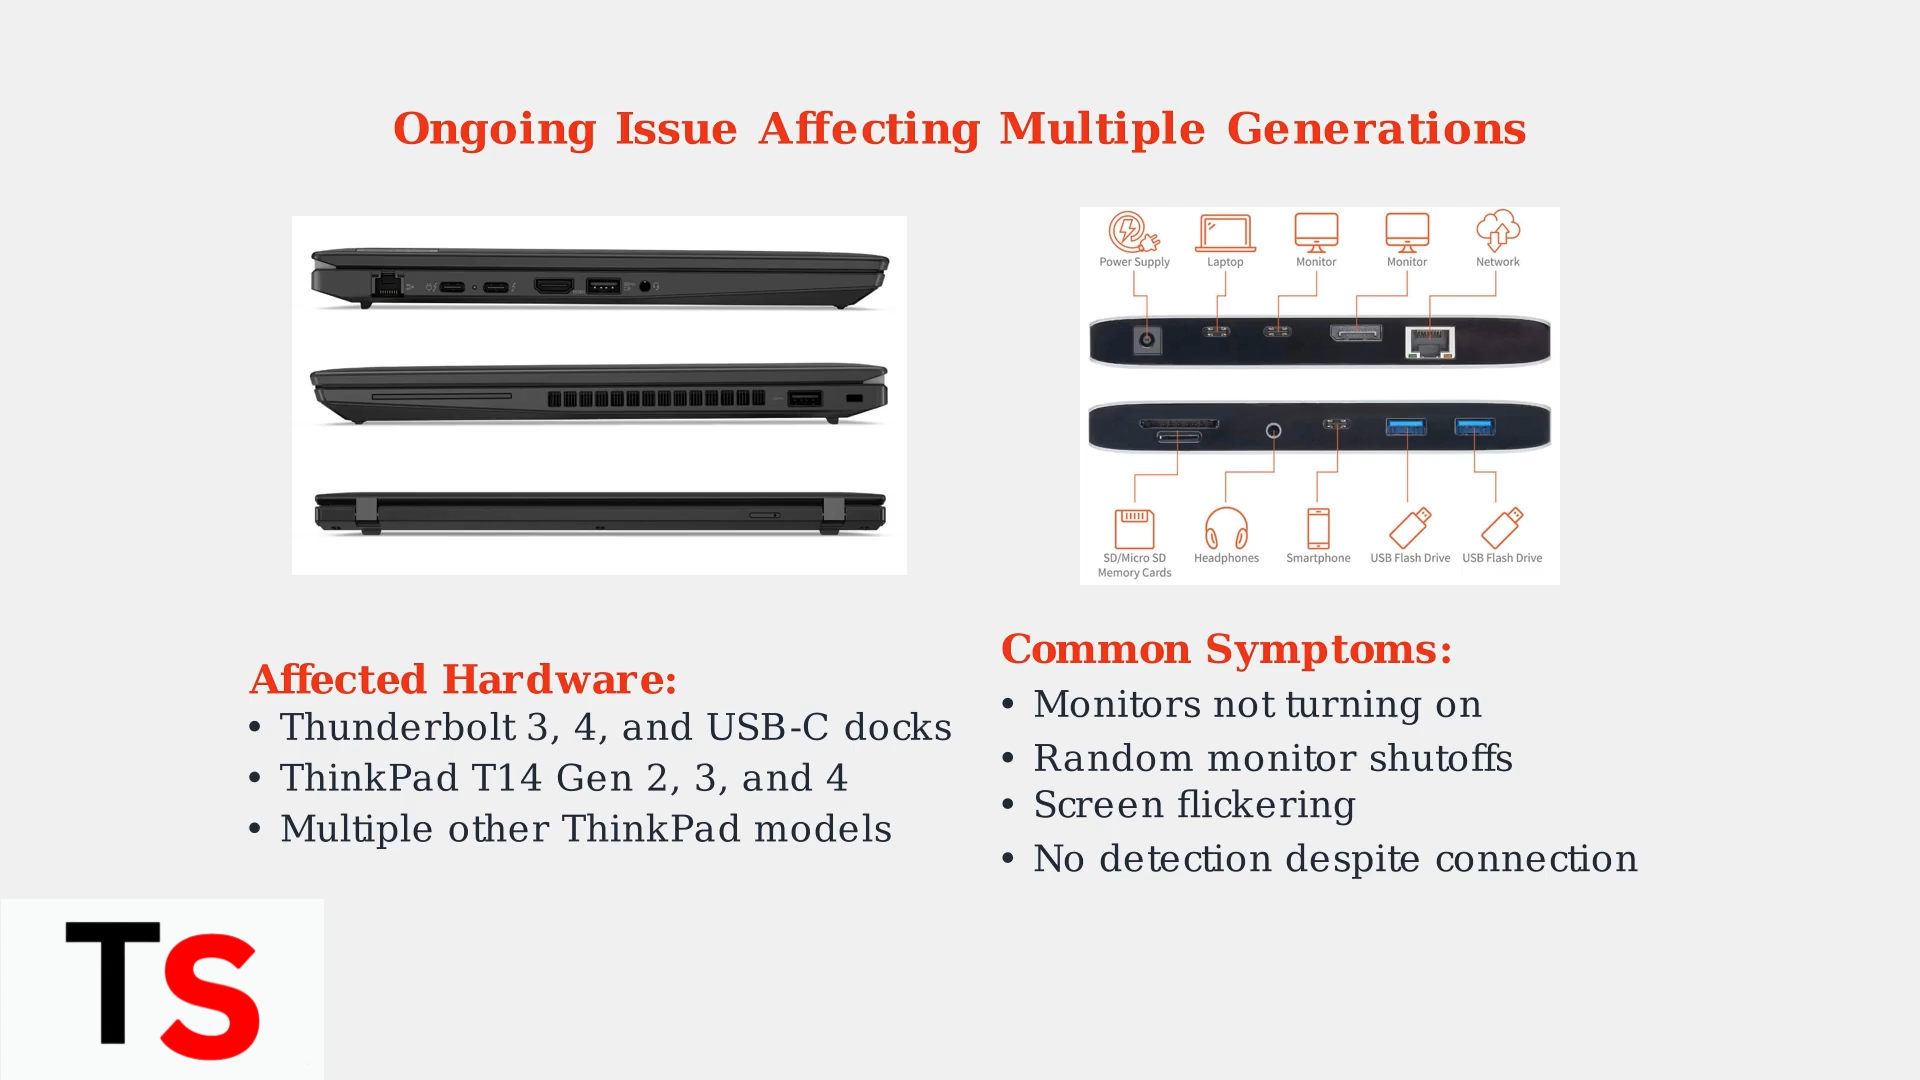 Ongoing Issue Affecting Multiple Generations
Power Supply
Laptop
Monitor
Monitor
Network
SD/Micro SD
Memory Cards
Headphones
Smartphone
USB Flash Drive
USB Flash Drive
Affected Hardware:
• Thunderbolt 3, 4, and USB-C docks
• ThinkPad T14 Gen 2, 3, and 4
• Multiple other ThinkPad models
Common Symptoms:
• Monitors not turning on
• Random monitor shutoffs
• Screen flickering
• No detection despite connection
TS